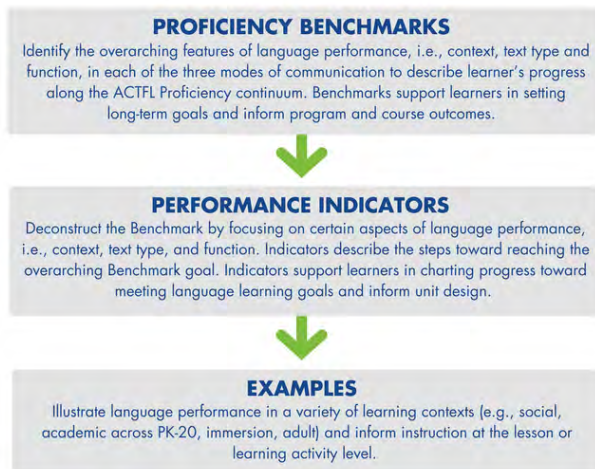 PROFICIENCY BENCHMARKS
Identify the overarching features of language performance, i.e., context, text type and
function, in each of the three modes of communication to describe learner's progress
along the ACTFL Proficiency continuum. Benchmarks support learners in setting
long-term goals and inform program and course outcomes.
PERFORMANCE INDICATORS
Deconstruct the Benchmark by focusing on certain aspects of language performance,
i.e., context, text type, and function. Indicators describe the steps toward reaching the
overarching Benchmark goal. Indicators support learners in charting progress toward
meeting language learning goals and inform unit design.
EXAMPLES
Illustrate language performance in a variety of learning contexts (e.g., social,
academic across PK-20, immersion, adult) and inform instruction at the lesson or
learning activity level.